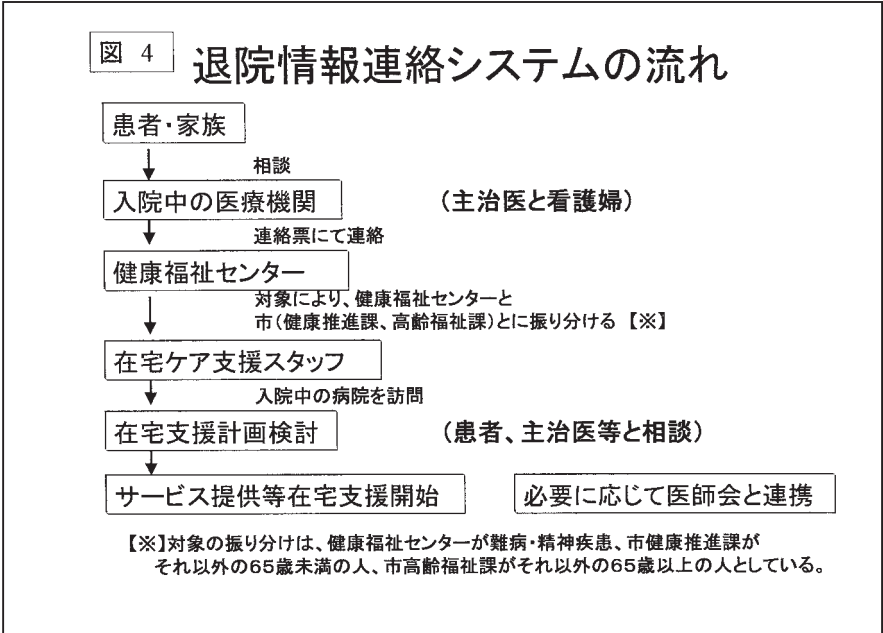 図 4
退院情報連絡システムの流れ
患者・家族
相談
入院中の医療機関
(主治医と看護婦)
連絡票にて連絡
健康福祉センター
対象により、健康福祉センターと
市(健康推進課、高齢福祉課)とに振り分ける 【※】
在宅ケア支援スタッフ
入院中の病院を訪問
在宅支援計画検討
(患者、主治医等と相談)
サービス提供等在宅支援開始
必要に応じて医師会と連携
【※】対象の振り分けは、健康福祉センターが難病・精神疾患、市健康推進課が
それ以外の65歳未満の人、市高齢福祉課がそれ以外の65歳以上の人としている。